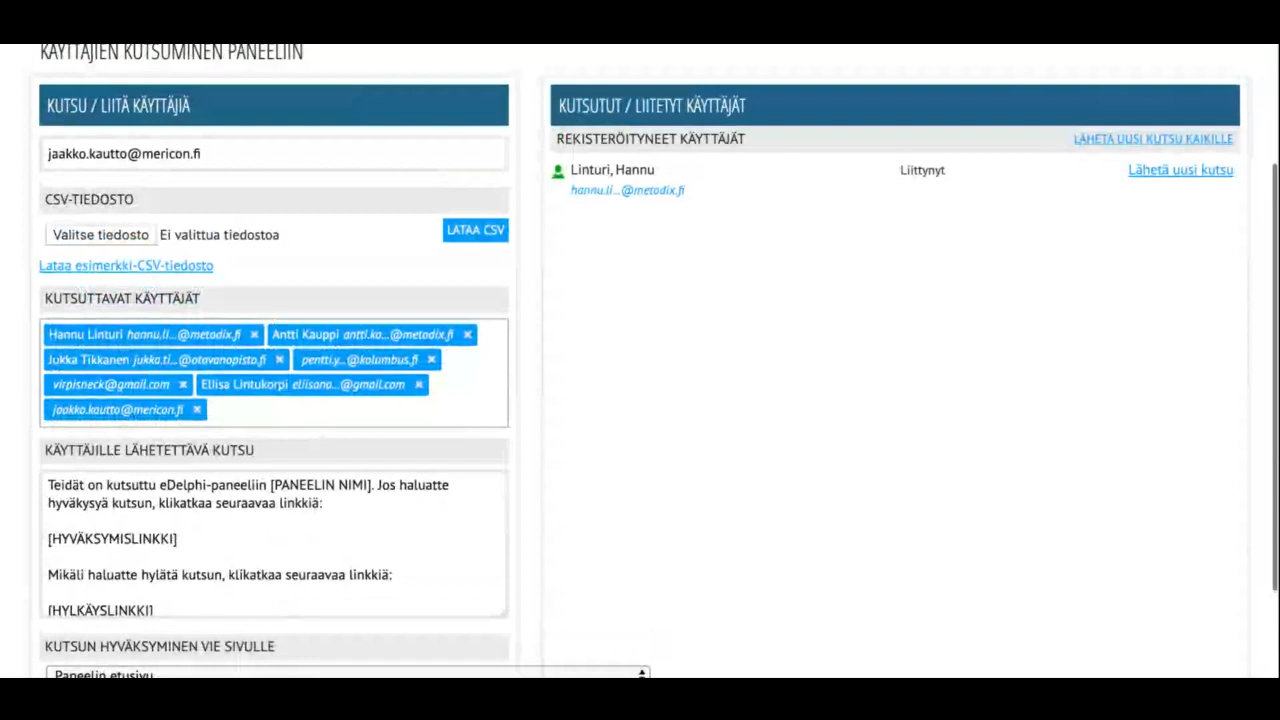 KÄYTTÄJIEN KUTSUMINEN PANEELIIN
KUTSU / LIITÄ KÄYTTÄJIÄ
jaakko.kautto@mericon.fi
CSV-TIEDOSTO
Valitse tiedosto Ei valittua tiedostoa
LATAA CSV
Lataa esimerkki-CSV-tiedosto
KUTSUTTAVAT KÄYTTÄJÄT
Hannu Linturi hannu.li...@metodix.fi × Antti Kauppi antti.ka...@metodix.fi ×
Jukka Tikkanen jukka.ti...@otavanopisto.fi × pentti.y...@kolumbus.fi ×
virpisneck@gmail.com × Eliisa Lintukorpi eliisana...@gmail.com ×
jaakko.kautto@mericon.fi ×
KÄYTTÄJILLE LÄHETETTÄVÄ KUTSU
Teidät on kutsuttu eDelphi-paneeliin [PANEELIN NIMI]. Jos haluatte
hyväkysyä kutsun, klikatkaa seuraavaa linkkiä:
[HYVÄKSYMISLINKKI]
Mikäli haluatte hylätä kutsun, klikatkaa seuraavaa linkkiä:
[HYLKÄYSLINKKI]
KUTSUN HYVÄKSYMINEN VIE SIVULLE
Paneelin etusivu
KUTSUTUT / LIITETYT KÄYTTÄJÄT
REKISTERÖITYNEET KÄYTTÄJÄT
LÄHETÄ UUSI KUTSU KAIKILLE
Linturi, Hannu
Liittynyt
Lähetä uusi kutsu
hannu.li...@metodix.fi